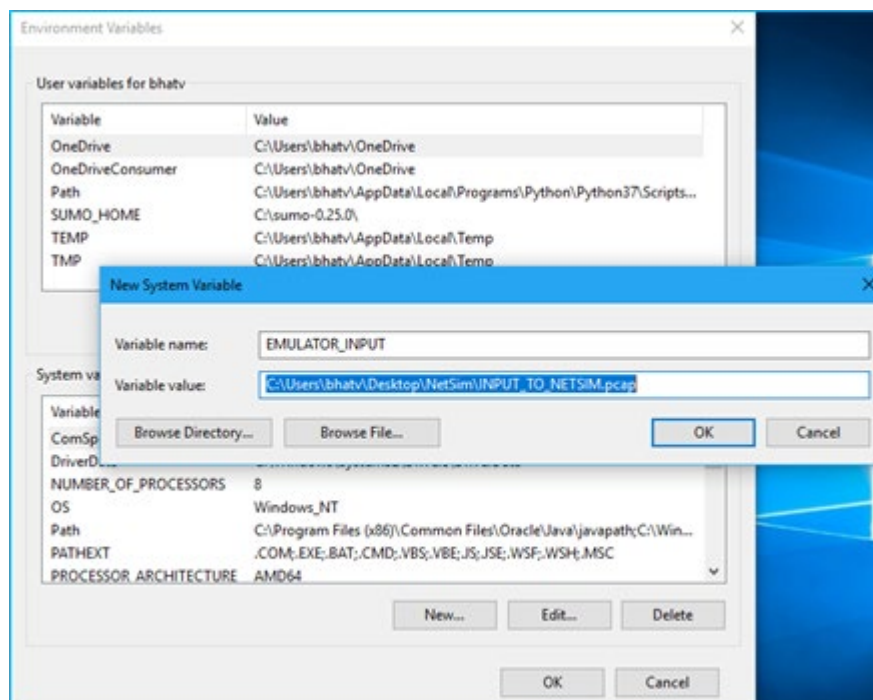 Environment Variables
User variables for bhatv
Variable Value
OneDrive C:\Users\bhatv\OneDrive
OneDriveConsumer C:\Users\bhatv\OneDrive
Path C:\Users\bhatv\AppData\Local\Programs\Python\Python37\Scripts...
SUMO_HOME C:\sumo-0.25.0\
TEMP C:\Users\bhatv\AppData\Local\Temp
TMP C:\Users\bhatv\AppData\Local\Temp
New System Variable
Variable name: EMULATOR_INPUT
Variable value: C:\Users\bhatv\Desktop\NetSim\INPUT_TO_NETSIM.pcap
Browse Directory... Browse File... OK Cancel
System va
Variable
ComSp
DriverD
NUMBER_OF_PROCESSORS 8
OS Windows_NT
Path C:\Program Files (x86)\Common Files\Oracle\Java\javapath;C:\Win...
PATHEXT .COM;.EXE;.BAT;.CMD;.VBS;.VBE;.JS;.JSE;.WSF;.WSH;.MSC
PROCESSOR_ARCHITECTURE AMD64
New... Edit... Delete
OK Cancel